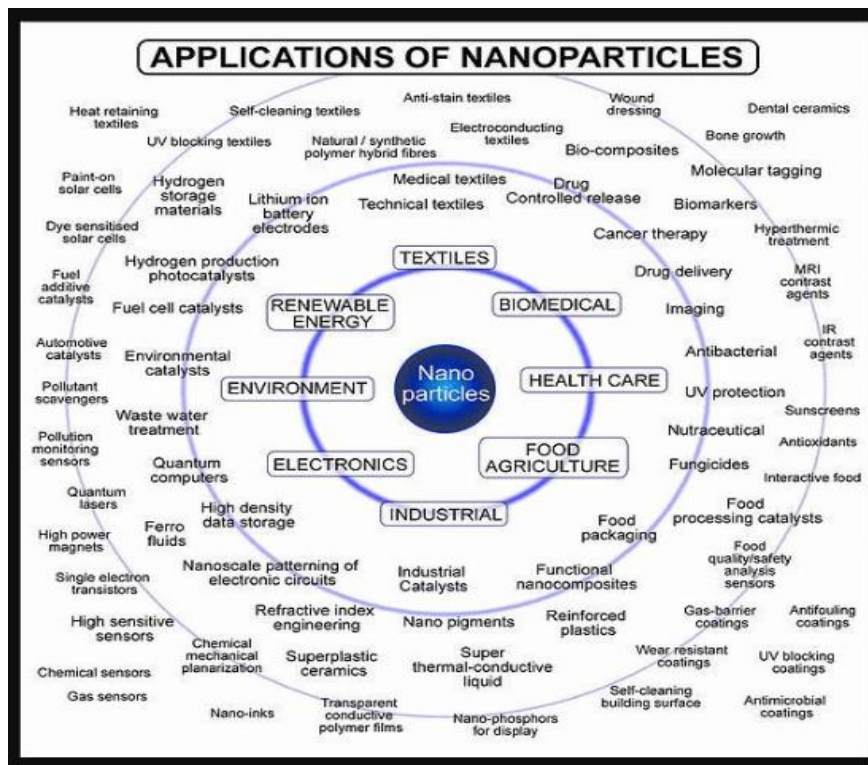 APPLICATIONS OF NANOPARTICLES
Heat retaining
textiles
Self-cleaning textiles
Anti-stain textiles
Wound
dressing
Dental ceramics
UV blocking textiles
Natural / synthetic
polymer hybrid fibres
Electroconducting
textiles
Bio-composites
Bone growth
Paint-on
solar cells
Hydrogen
storage
materials
Lithium ion
battery
electrodes
Medical textiles
Technical textiles
Drug
Controlled release
Molecular tagging
Biomarkers
Dye sensitised
solar cells
Cancer therapy
Hyperthermic
treatment
Hydrogen production
photocatalysts
TEXTILES
Drug delivery
Fuel
additive
catalysts
MRI
contrast
agents
Fuel cell catalysts
RENEWABLE
ENERGY
BIOMEDICAL
Imaging
Automotive
catalysts
Environmental
catalysts
Antibacterial
IR
contrast
agents
Pollutant
scavengers
ENVIRONMENT
Nano
particles
HEALTH CARE
UV protection
Sunscreens
Waste water
treatment
Nutraceutical
Antioxidants
Pollution
monitoring
sensors
Quantum
computers
ELECTRONICS
FOOD
AGRICULTURE
Fungicides
Interactive food
Quantum
lasers
High density
data storage
INDUSTRIAL
Food
packaging
Food
processing catalysts
High power
magnets
Ferro
fluids
Food
quality/safety
analysis
sensors
Single electron
transistors
Nanoscale patterning of
electronic circuits
Industrial
Catalysts
Functional
nanocomposites
High sensitive
sensors
Refractive index
engineering
Nano pigments
Reinforced
plastics
Gas-barrier
coatings
Antifouling
coatings
Chemical
mechanical
planarization
Superplastic
ceramics
Super
thermal-conductive
liquid
Wear resistant
coatings
UV blocking
coatings
Chemical sensors
Gas sensors
Self-cleaning
building surface
Antimicrobial
coatings
Nano-inks
Transparent
conductive
polymer films
Nano-phosphors
for display